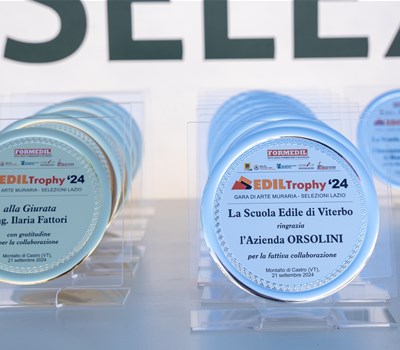 SELEZ
FORMEDIL
EDILTrophy '24
ARTE MURARIA - SELEZIONI LAZIO
alla Giurata
ng. Ilaria Fattori
con gratitudine
per la collaborazione
Montalto di Castro (VT),
21 settembre 2024
FORMEDIL
EDILTrophy '24
GARA DI ARTE MURARIA - SELEZIONI LAZIO
La Scuola Edile di Viterbo
ringrazia
l'Azienda ORSOLINI
per la fattiva collaborazione
Montalto di Castro (VT),
21 settembre 2024